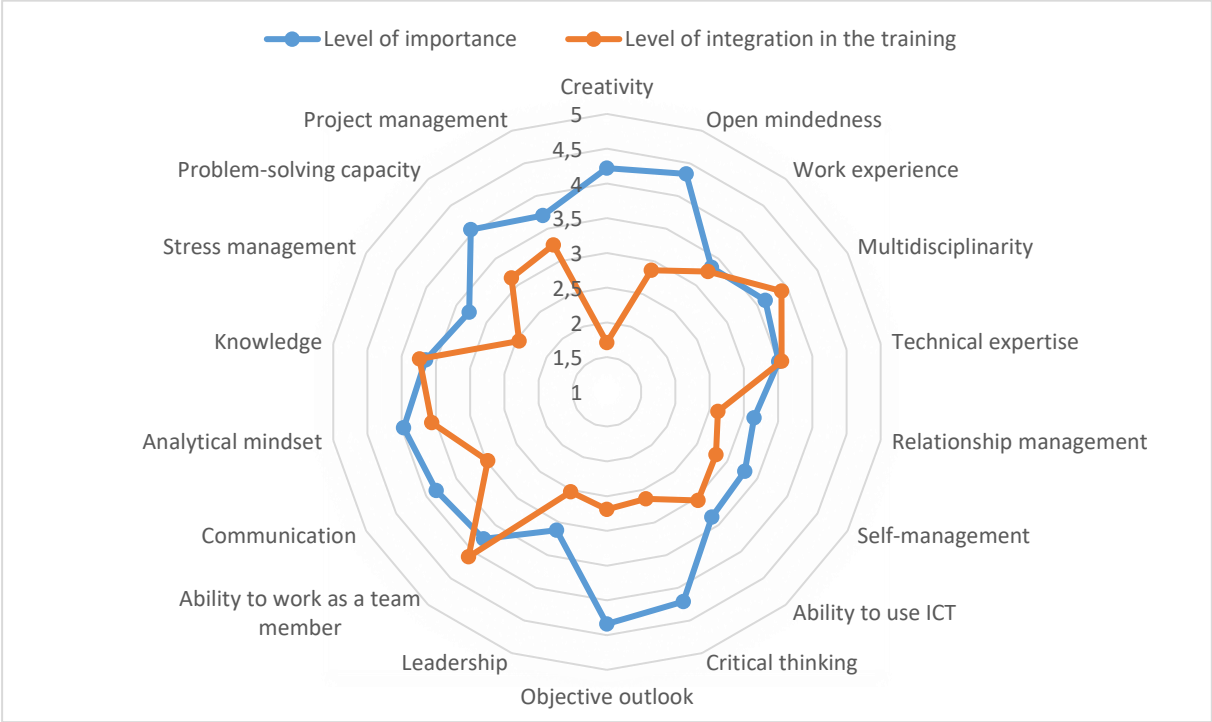 Level of importance
Level of integration in the training
Creativity
Open mindedness
Work experience
Multidisciplinarity
Technical expertise
Relationship management
Self-management
Ability to use ICT
Critical thinking
Objective outlook
Leadership
Ability to work as a team
member
Communication
Analytical mindset
Knowledge
Stress management
Problem-solving capacity
Project management
5
4,5
4
3,5
3
2,5
2
1,5
1